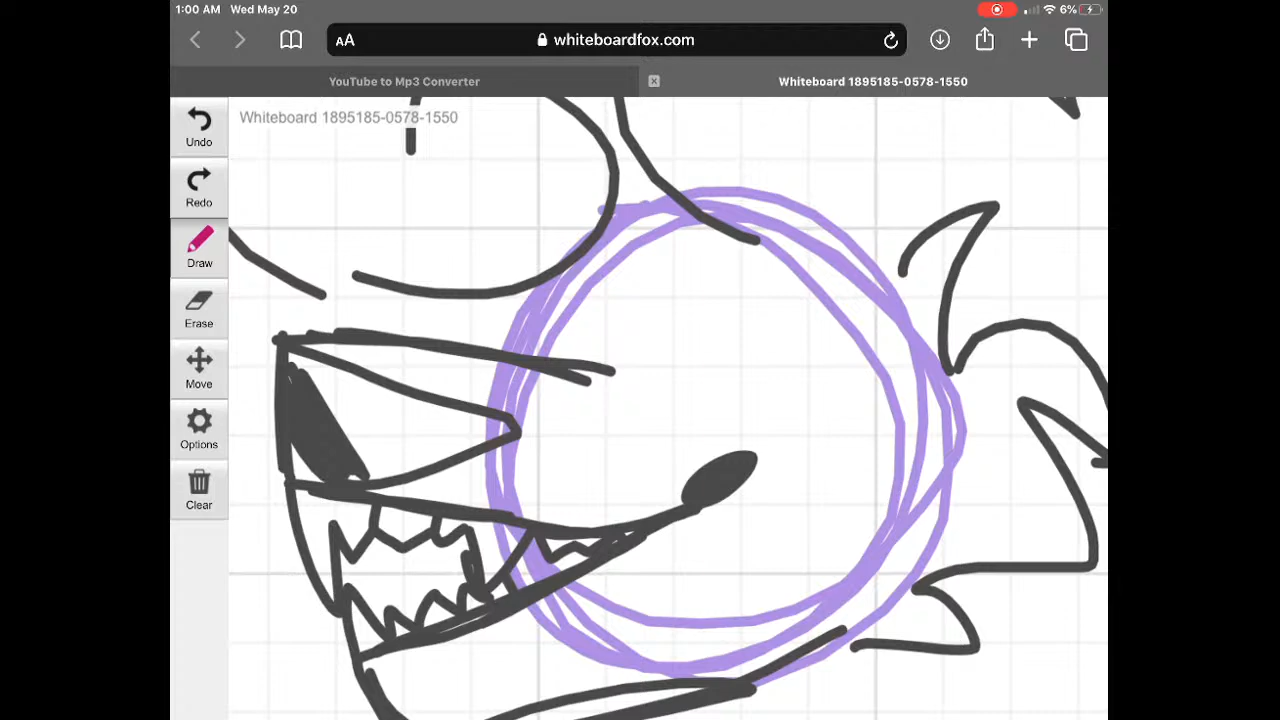 1:00 AM Wed May 20
6%
AA
whiteboardfox.com
YouTube to Mp3 Converter
Whiteboard 1895185-0578-1550
Whiteboard 1895185-0578-1550
Undo
Redo
Draw
Erase
Move
Options
Clear